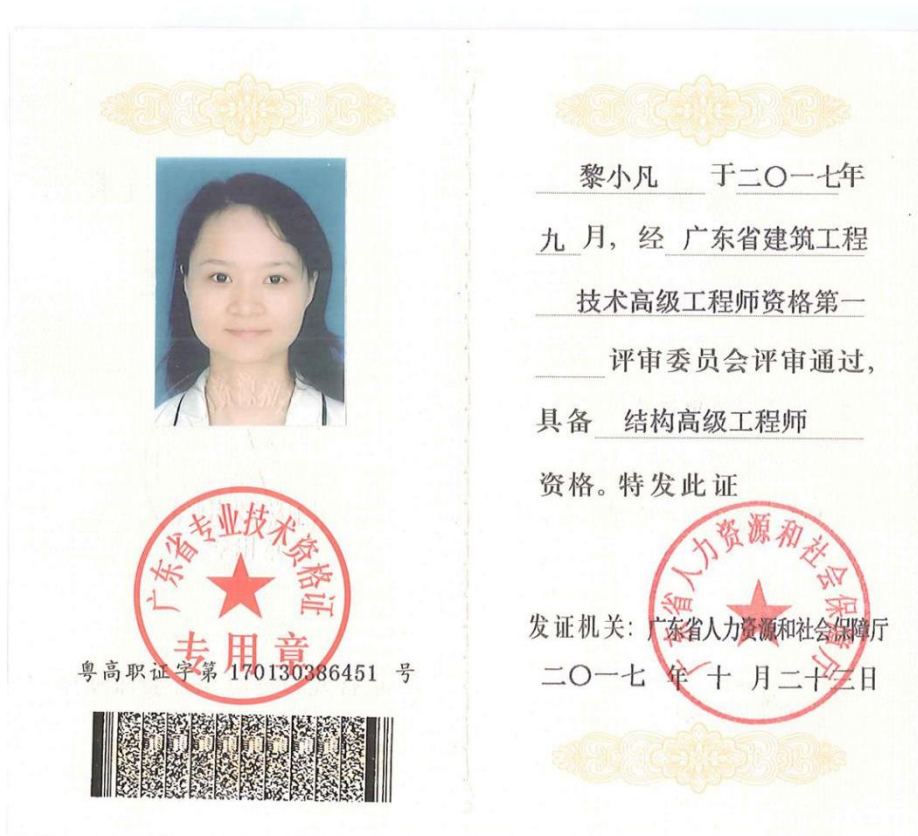 广东省专业技术资格证
专用章
粤高职证字第 170130386451 号
黎小凡 于二〇一七年
九 月, 经 广东省建筑工程
技术高级工程师资格第一
评审委员会评审通过,
具备 结构高级工程师
资格。特发此证
广东省人力资源和社会保障厅
发证机关: 广东省人力资源和社会保障厅
二〇一七 年 十 月二十三日